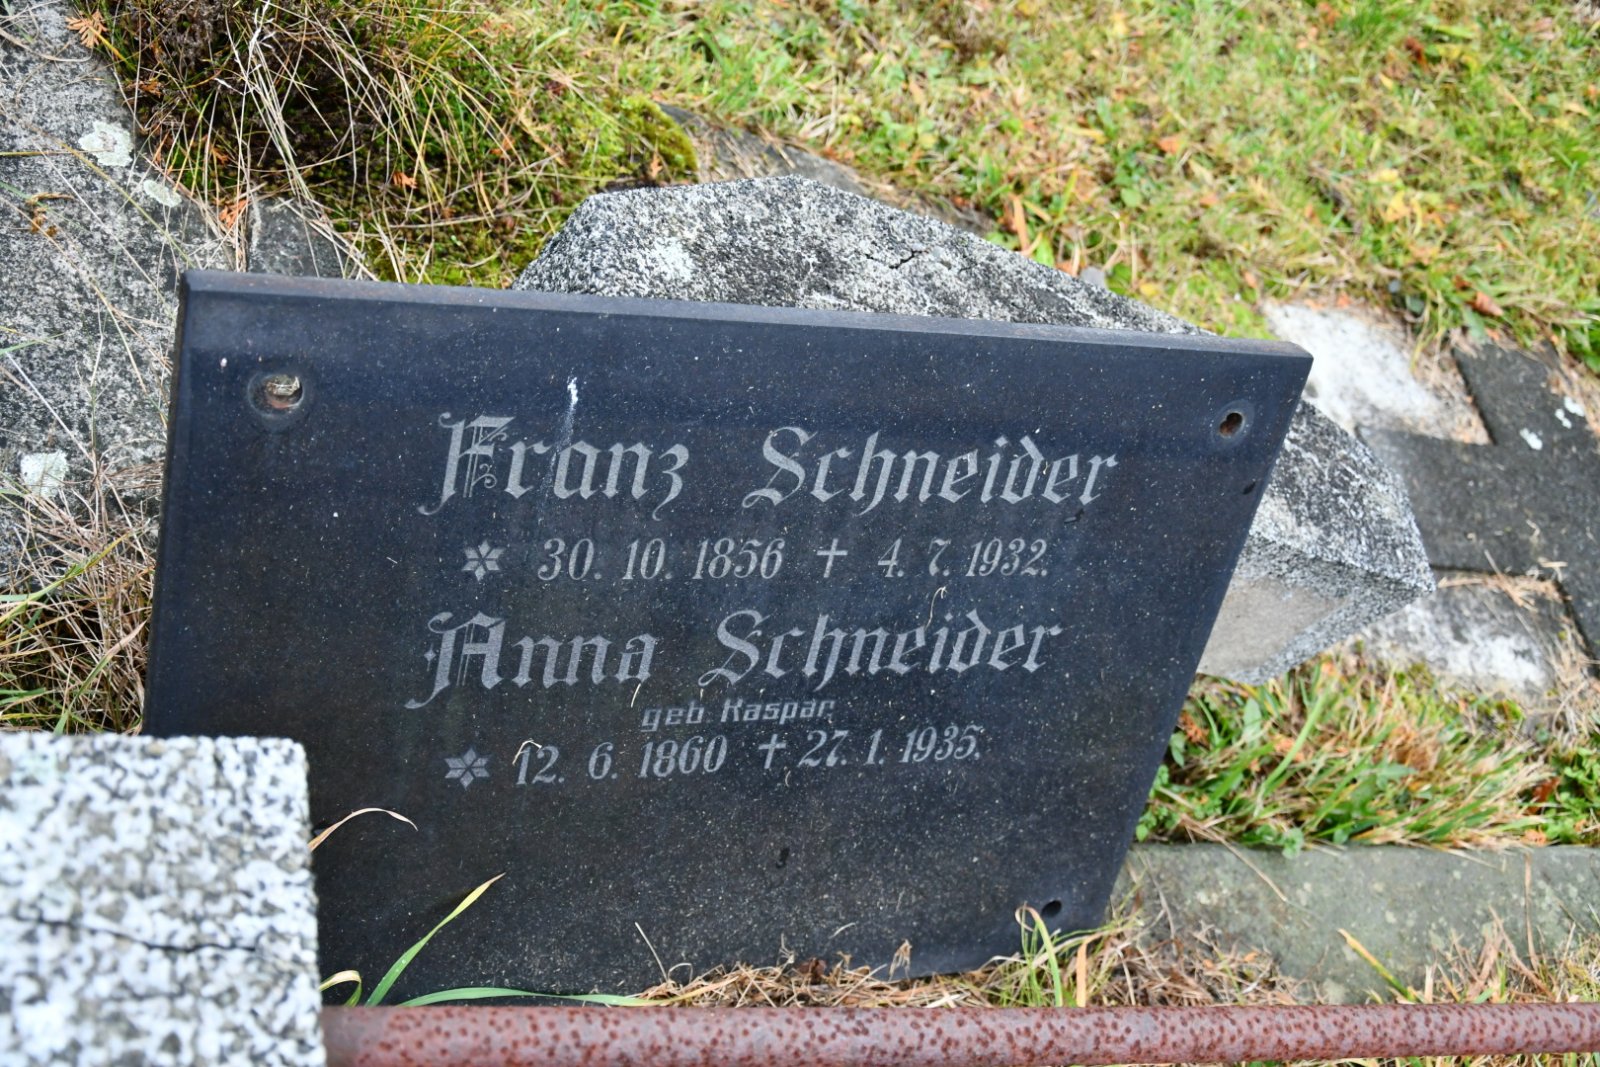 Franz Schneider
* 30. 10. 1856 † 4. 7. 1932.
Anna Schneider
geb Kaspar.
* 12. 6. 1860 † 27. 1. 1935.